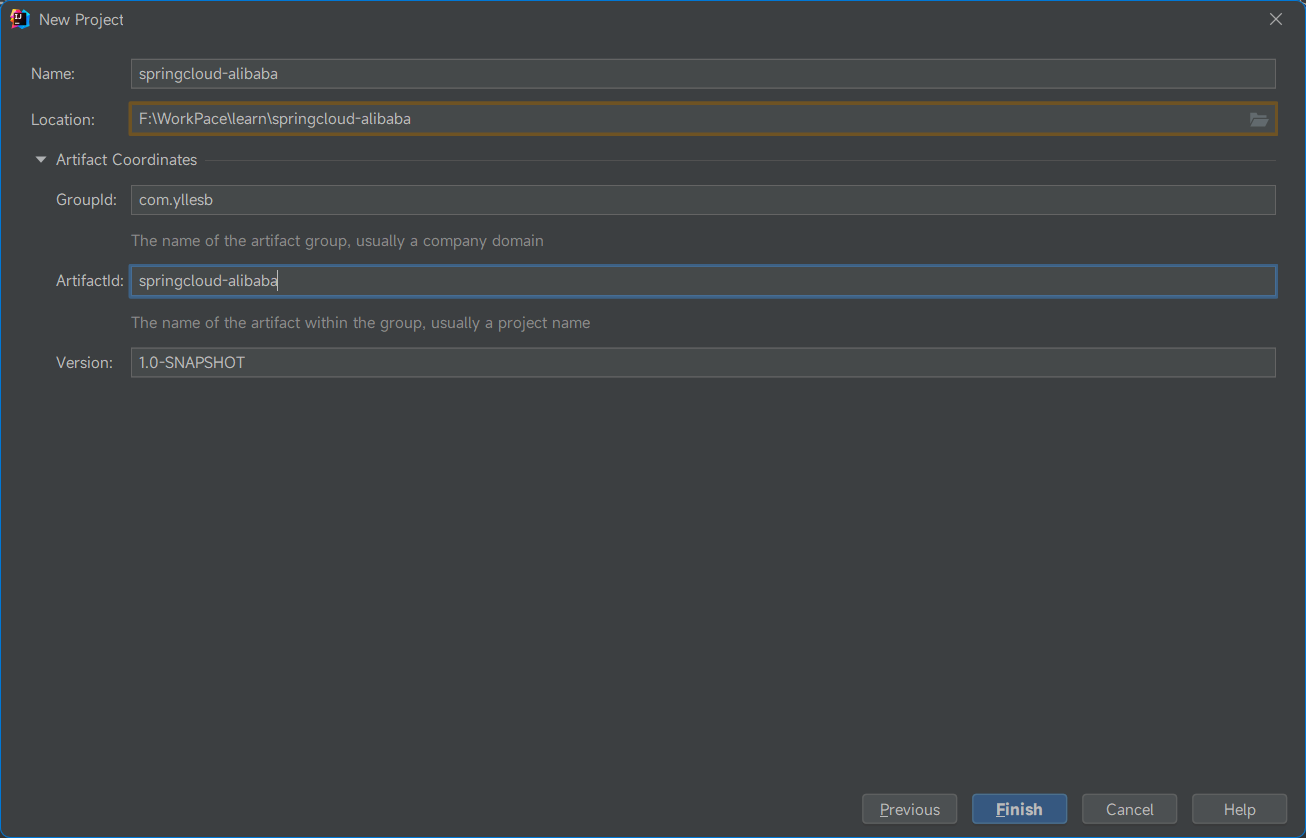 New Project
Name: springcloud-alibaba
Location: F:\WorkPace\learn\springcloud-alibaba
Artifact Coordinates
GroupId: com.yllesb
The name of the artifact group, usually a company domain
ArtifactId: springcloud-alibaba
The name of the artifact within the group, usually a project name
Version: 1.0-SNAPSHOT
Previous Finish Cancel Help